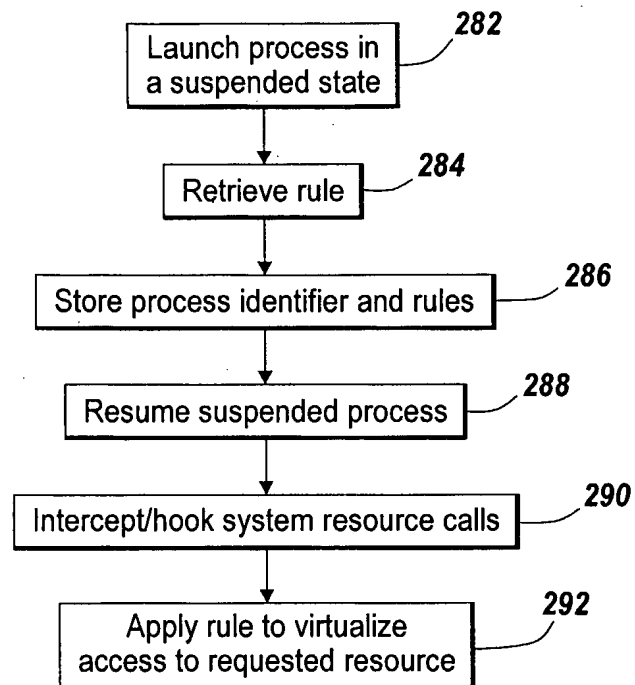 282
Launch process in
a suspended state
284
Retrieve rule
286
Store process identifier and rules
288
Resume suspended process
290
Intercept/hook system resource calls
292
Apply rule to virtualize
access to requested resource